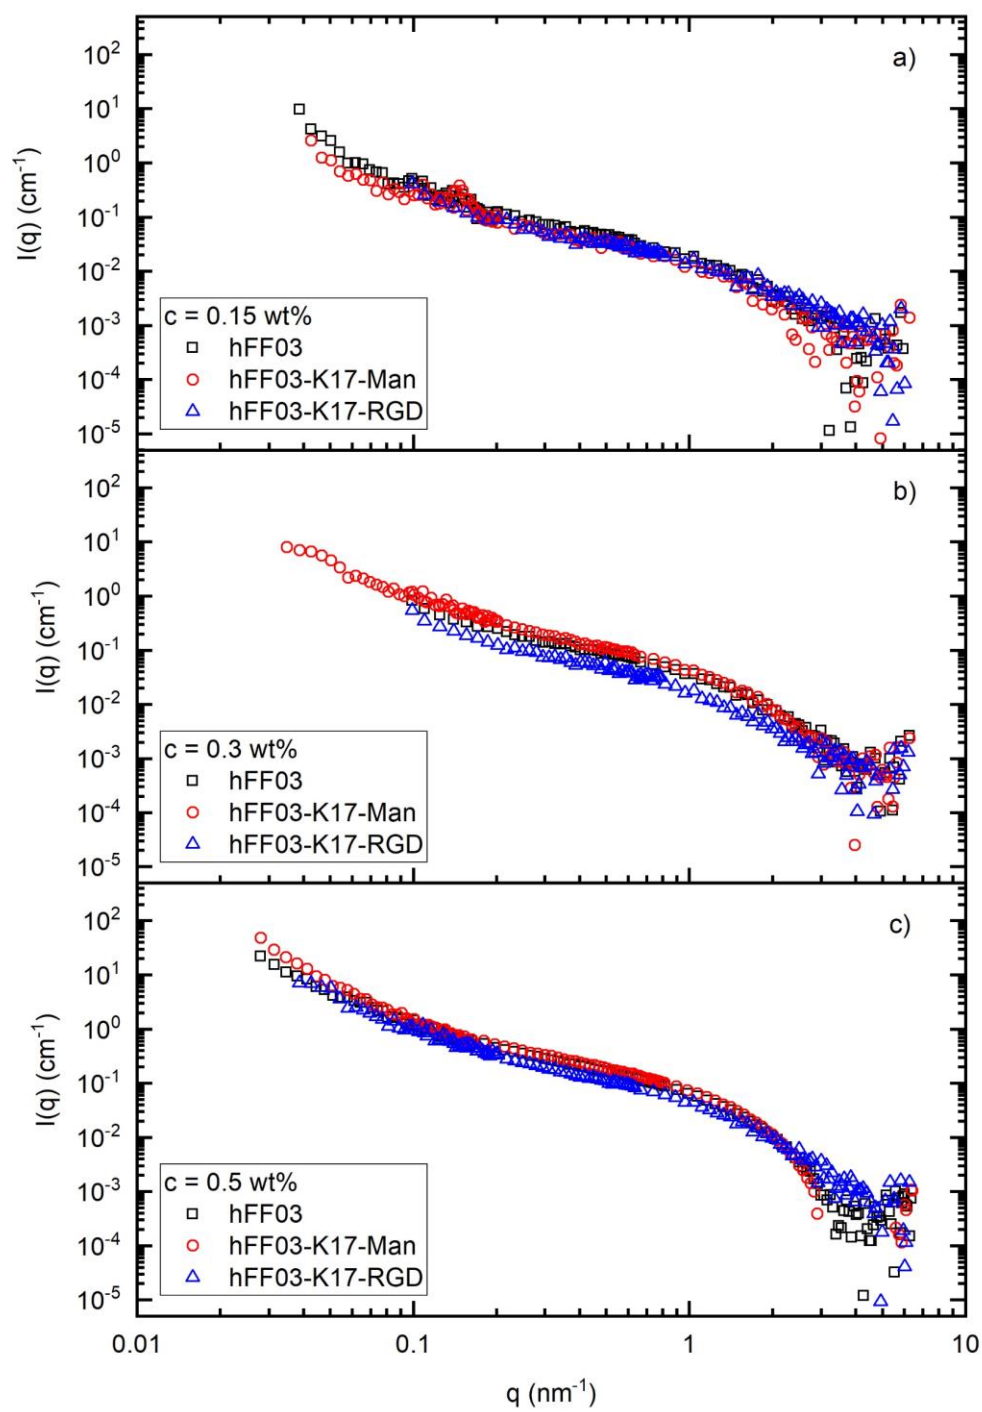 a)
10²
10¹
10⁰
10⁻¹
10⁻²
10⁻³
10⁻⁴
10⁻⁵
I(q) (cm⁻¹)
c = 0.15 wt%
hFF03
hFF03-K17-Man
hFF03-K17-RGD
b)
10²
10¹
10⁰
10⁻¹
10⁻²
10⁻³
10⁻⁴
10⁻⁵
I(q) (cm⁻¹)
c = 0.3 wt%
hFF03
hFF03-K17-Man
hFF03-K17-RGD
c)
10²
10¹
10⁰
10⁻¹
10⁻²
10⁻³
10⁻⁴
10⁻⁵
I(q) (cm⁻¹)
c = 0.5 wt%
hFF03
hFF03-K17-Man
hFF03-K17-RGD
0.01 0.1 1 10
q (nm⁻¹)